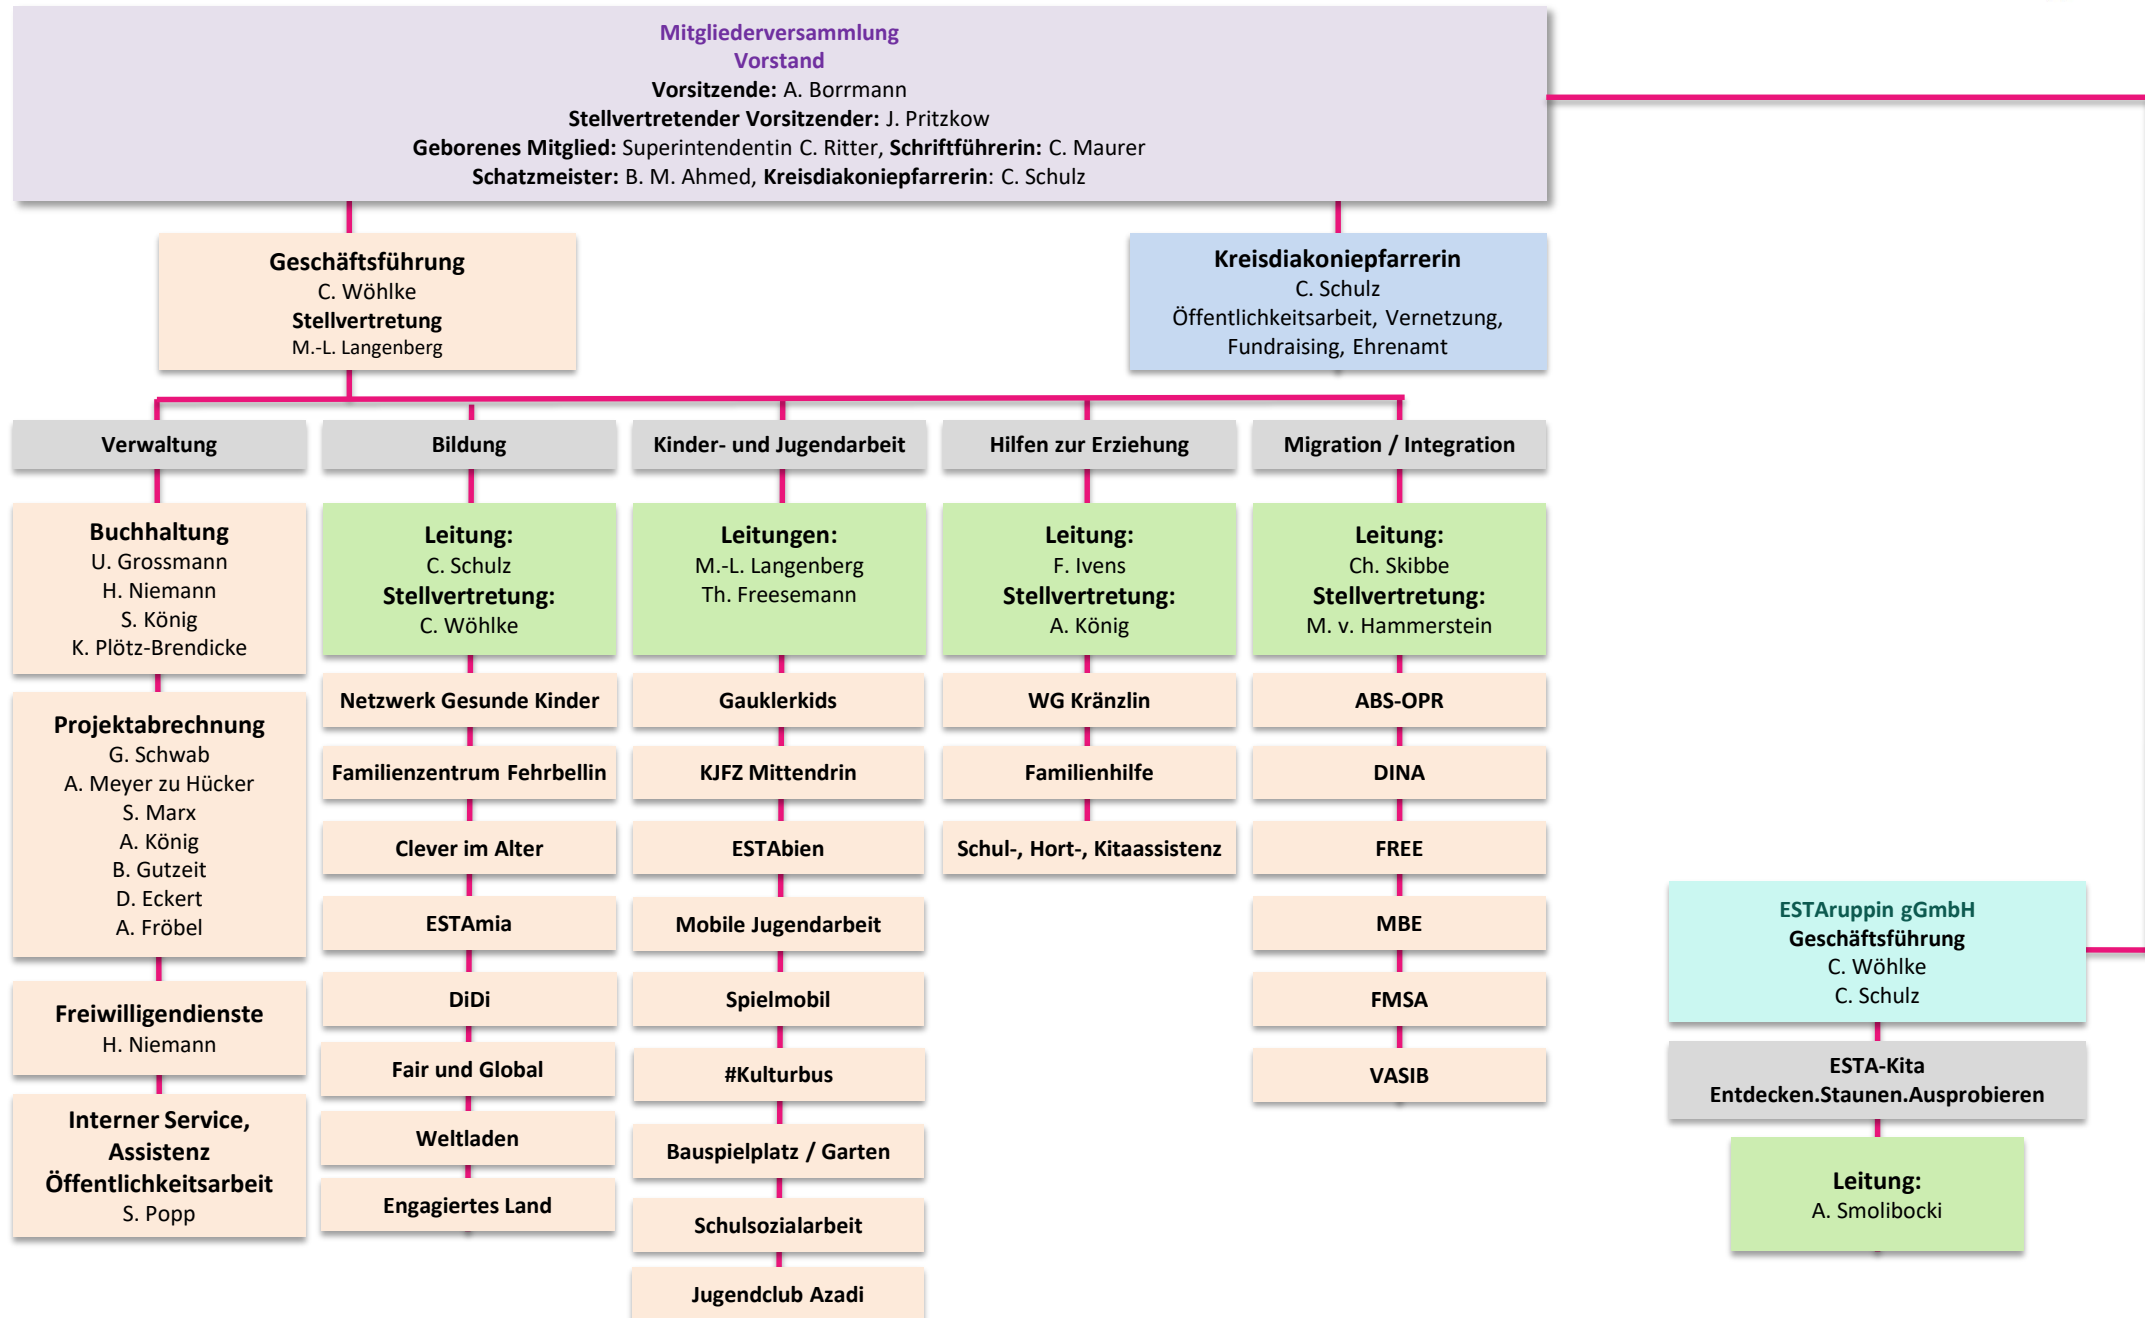 Mitgliederversammlung
Vorstand
Vorsitzende: A. Borrmann
Stellvertretender Vorsitzender: J. Pritzkow
Geborenes Mitglied: Superintendentin C. Ritter, Schriftführerin: C. Maurer
Schatzmeister: B. M. Ahmed, Kreisdiakoniepfarrerin: C. Schulz
Geschäftsführung
C. Wöhlke
Stellvertretung
M.-L. Langenberg
Kreisdiakoniepfarrerin
C. Schulz
Öffentlichkeitsarbeit, Vernetzung,
Fundraising, Ehrenamt
Verwaltung
Buchhaltung
U. Grossmann
H. Niemann
S. König
K. Plötz-Brendicke
Projektabrechnung
G. Schwab
A. Meyer zu Hücker
S. Marx
A. König
B. Gutzeit
D. Eckert
A. Fröbel
Freiwilligendienste
H. Niemann
Interner Service,
Assistenz
Öffentlichkeitsarbeit
S. Popp
Bildung
Leitung:
C. Schulz
Stellvertretung:
C. Wöhlke
Netzwerk Gesunde Kinder
Familienzentrum Fehrbellin
Clever im Alter
ESTAmia
DiDi
Fair und Global
Weltladen
Engagiertes Land
Kinder- und Jugendarbeit
Leitungen:
M.-L. Langenberg
Th. Freesemann
Gauklerkids
KJFZ Mittendrin
ESTAbien
Mobile Jugendarbeit
Spielmobil
#Kulturbus
Bauspielplatz / Garten
Schulsozialarbeit
Jugendclub Azadi
Hilfen zur Erziehung
Leitung:
F. Ivens
Stellvertretung:
A. König
WG Kränzlin
Familienhilfe
Schul-, Hort-, Kitaassistenz
Migration / Integration
Leitung:
Ch. Skibbe
Stellvertretung:
M. v. Hammerstein
ABS-OPR
DINA
FREE
MBE
FMSA
VASIB
ESTAruppin gGmbH
Geschäftsführung
C. Wöhlke
C. Schulz
ESTA-Kita
Entdecken.Staunen.Ausprobieren
Leitung:
A. Smolibocki